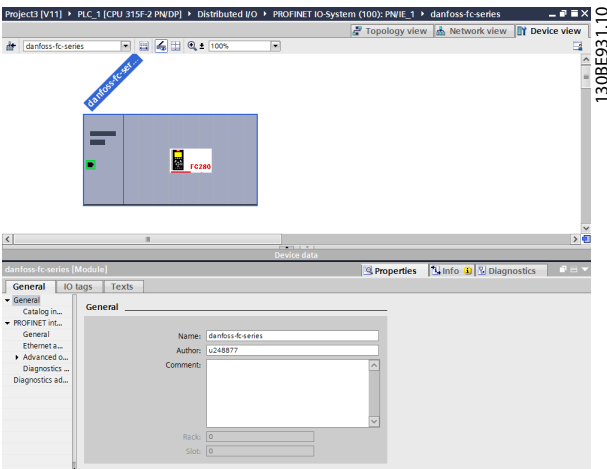 Project3 [V11] ▸ PLC_1 [CPU 315F-2 PN/DP] ▸ Distributed I/O ▸ PROFINET IO-System (100): PN/IE_1 ▸ danfoss-fc-series
Topology view
Network view
Device view
danfoss-fc-series
100%
danfoss-fc-ser...
FC280
130BE931.10
Device data
danfoss-fc-series [Module]
Properties
Info
Diagnostics
General
IO tags
Texts
General
Catalog in...
PROFINET int...
General
Ethernet a...
Advanced o...
Diagnostics ...
Diagnostics ad...
General
Name: danfoss-fc-series
Author: u248877
Comment:
Rack: 0
Slot: 0